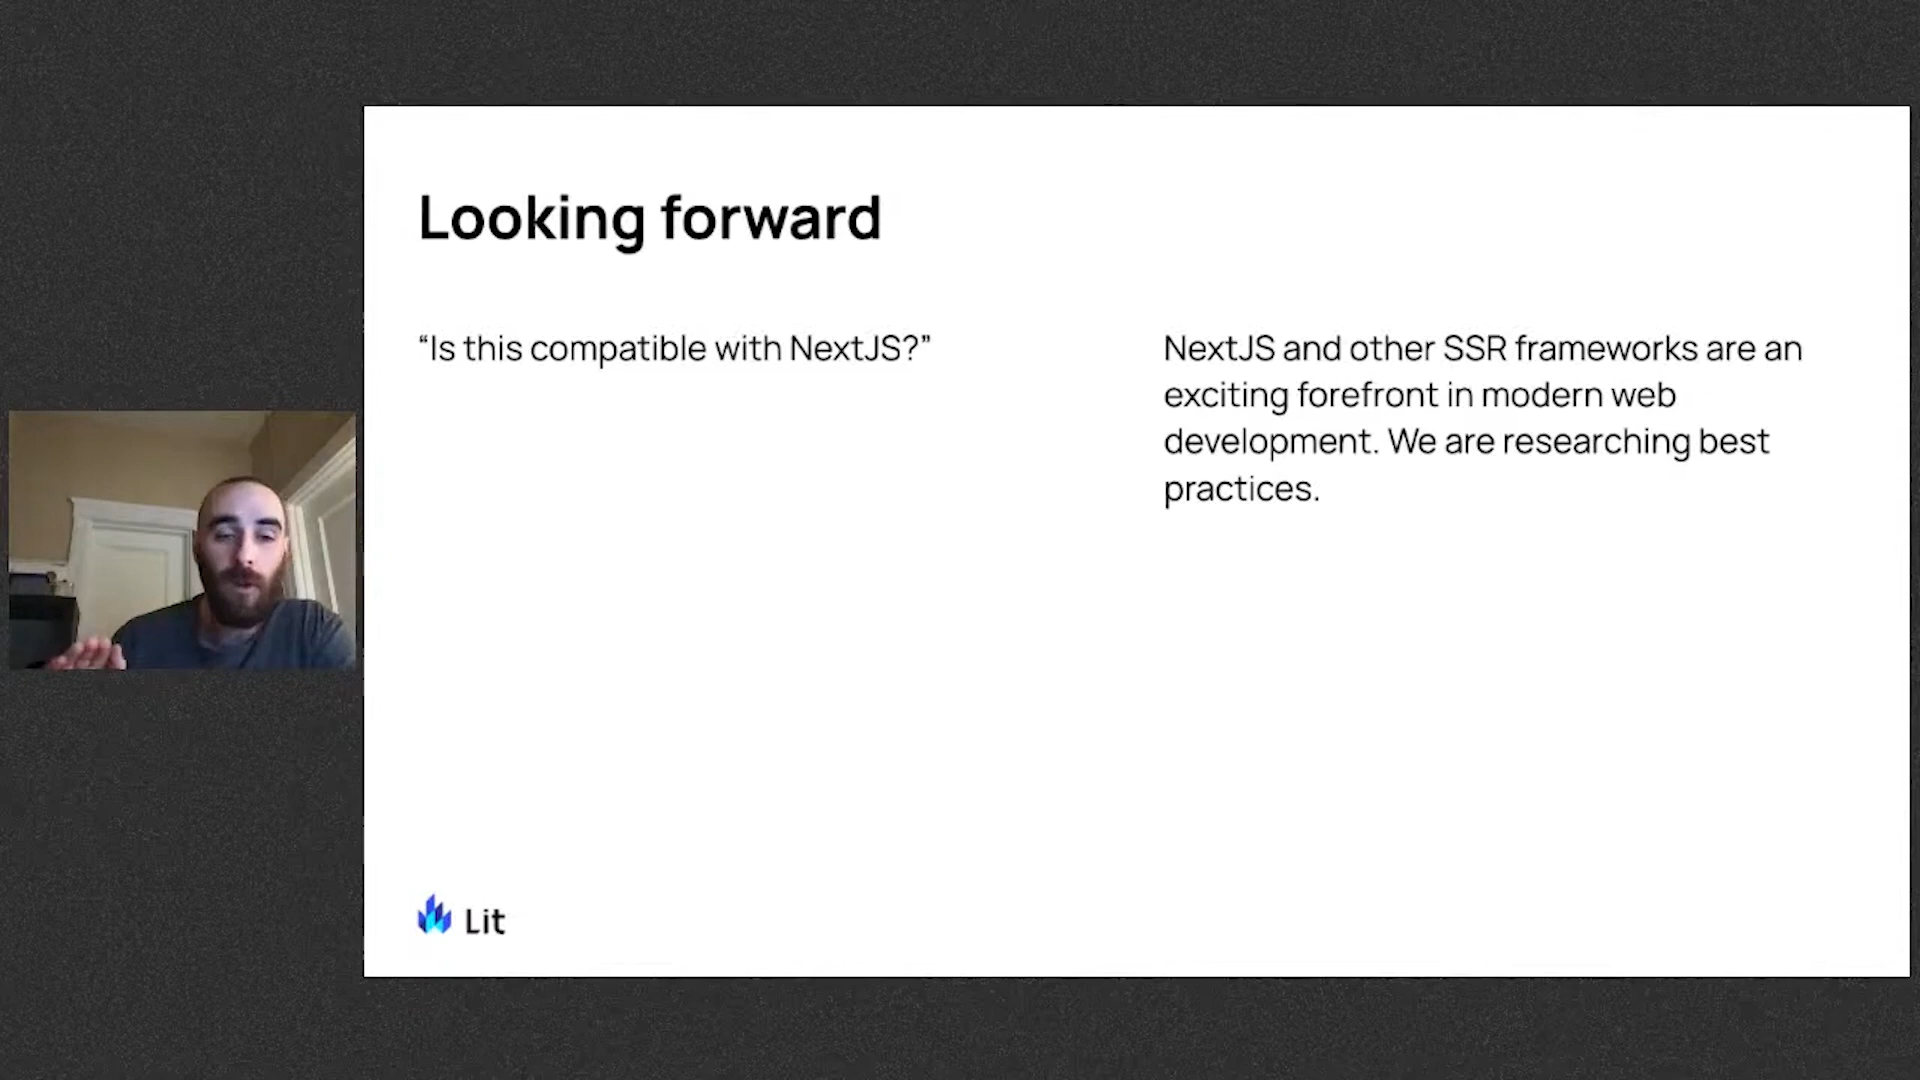 Looking forward
“Is this compatible with NextJS?”
NextJS and other SSR frameworks are an
exciting forefront in modern web
development. We are researching best
practices.
Lit